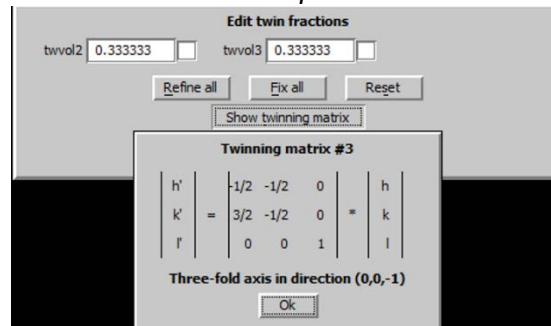 Edit twin fractions
twvol2 0.333333 twvol3 0.333333
Refine all Fix all Reset
Show twinning matrix
Twinning matrix #3
h' -1/2 -1/2 0 h
k' = 3/2 -1/2 0 * k
l' 0 0 1 l
Three-fold axis in direction (0,0,-1)
Ok